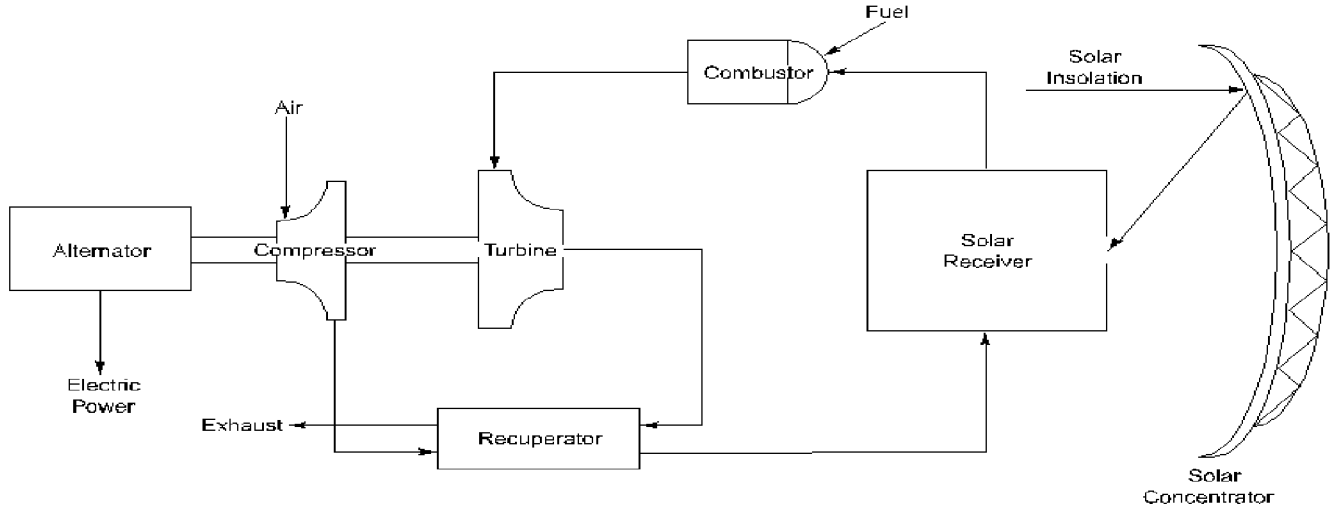 Fuel
Combustor
Solar
Insolation
Air
Alternator
Compressor
Turbine
Solar
Receiver
Electric
Power
Exhaust
Recuperator
Solar
Concentrator